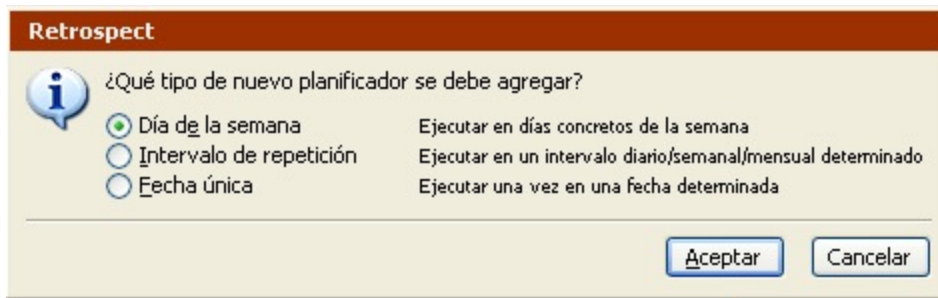 Retrospect
¿Qué tipo de nuevo planificador se debe agregar?
Día de la semana Ejecutar en días concretos de la semana
Intervalo de repetición Ejecutar en un intervalo diario/semanal/mensual determinado
Fecha única Ejecutar una vez en una fecha determinada
Aceptar Cancelar